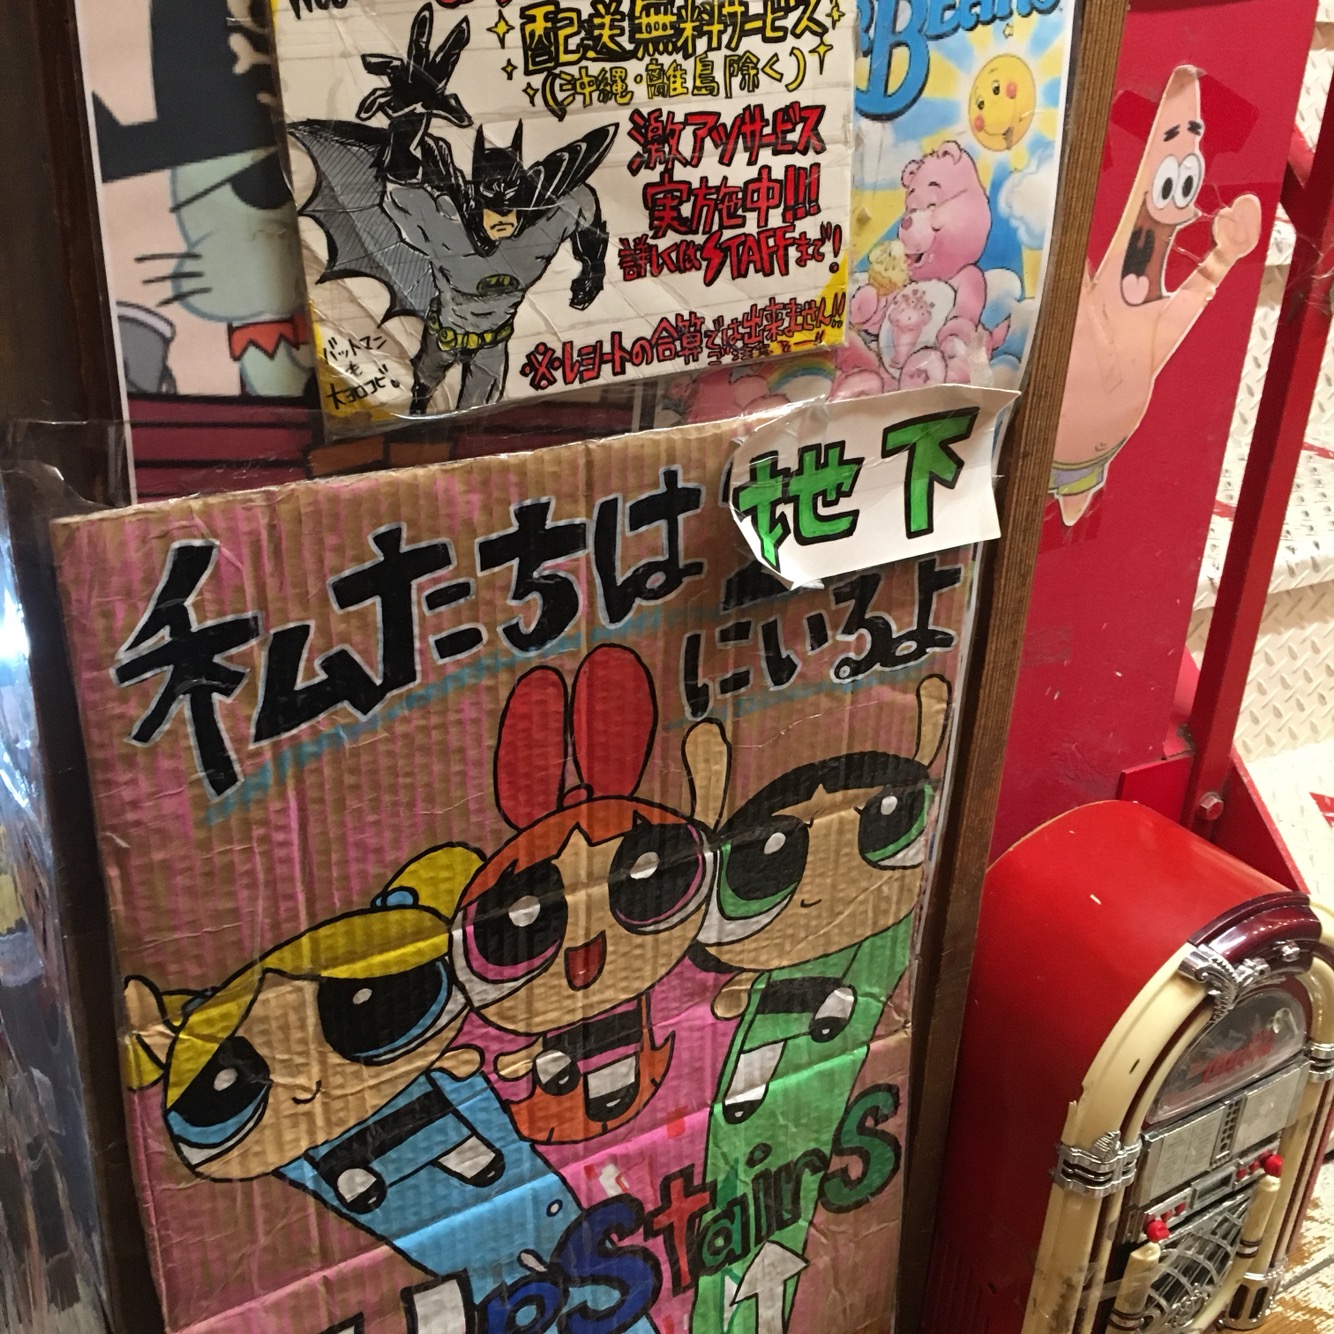 配送無料サービス
(沖縄・離島除く)
激アツサービス
実施中!!!
詳しくはSTAFFまで!
※・レシートの合算では出来ません!!
バットマン
も
大ヨロコビ。
Bears
私たちは地下
にいるよ
UpStairS